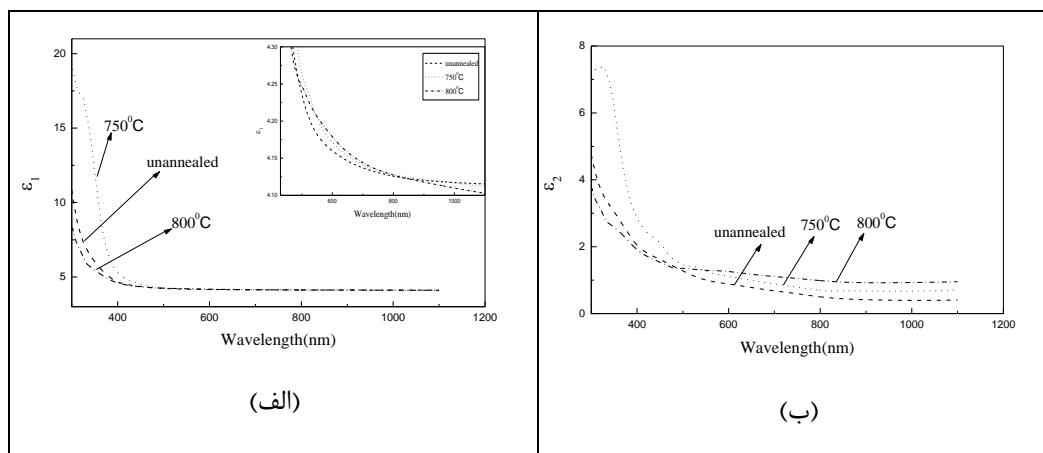 20
15
10
5
ε1
750⁰C
unannealed
800⁰C
400 600 800 1000 1200
Wavelength(nm)
4.30
4.25
4.20
4.15
4.10
ε1
unannealed
750⁰C
800⁰C
600 800 1000
Wavelength(nm)
(الف)
8
6
4
2
0
ε2
unannealed
750⁰C
800⁰C
400 600 800 1000 1200
Wavelength(nm)
(ب)